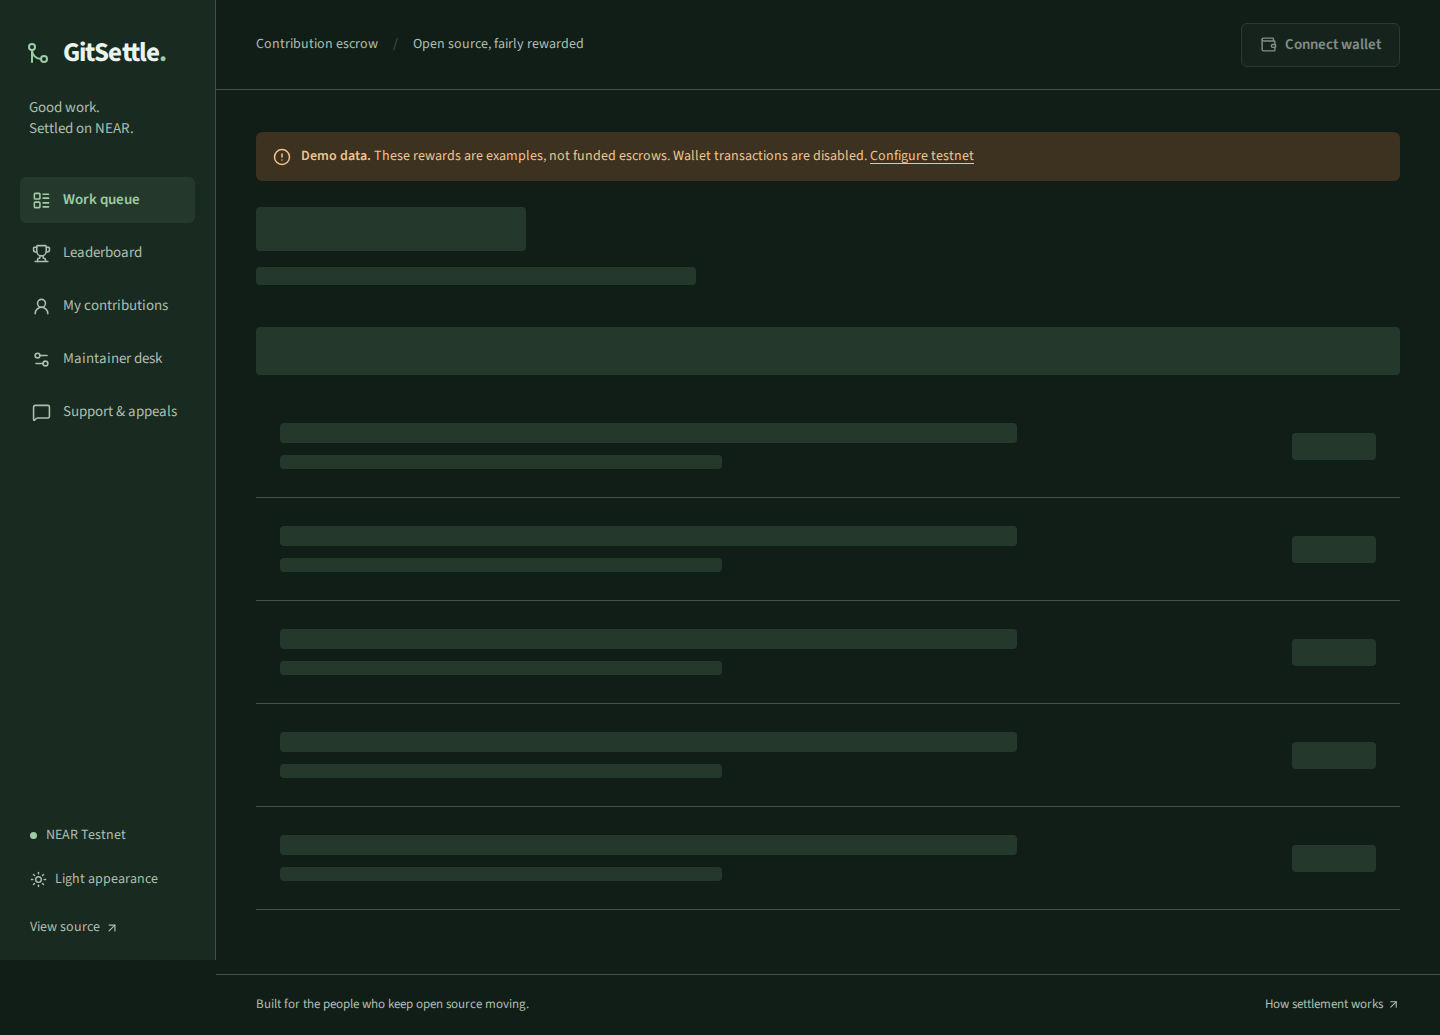 GitSettle.
Good work.
Settled on NEAR.
Work queue
Leaderboard
My contributions
Maintainer desk
Support & appeals
NEAR Testnet
Light appearance
View source
Contribution escrow / Open source, fairly rewarded
Connect wallet
Demo data. These rewards are examples, not funded escrows. Wallet transactions are disabled. Configure testnet
Built for the people who keep open source moving.
How settlement works